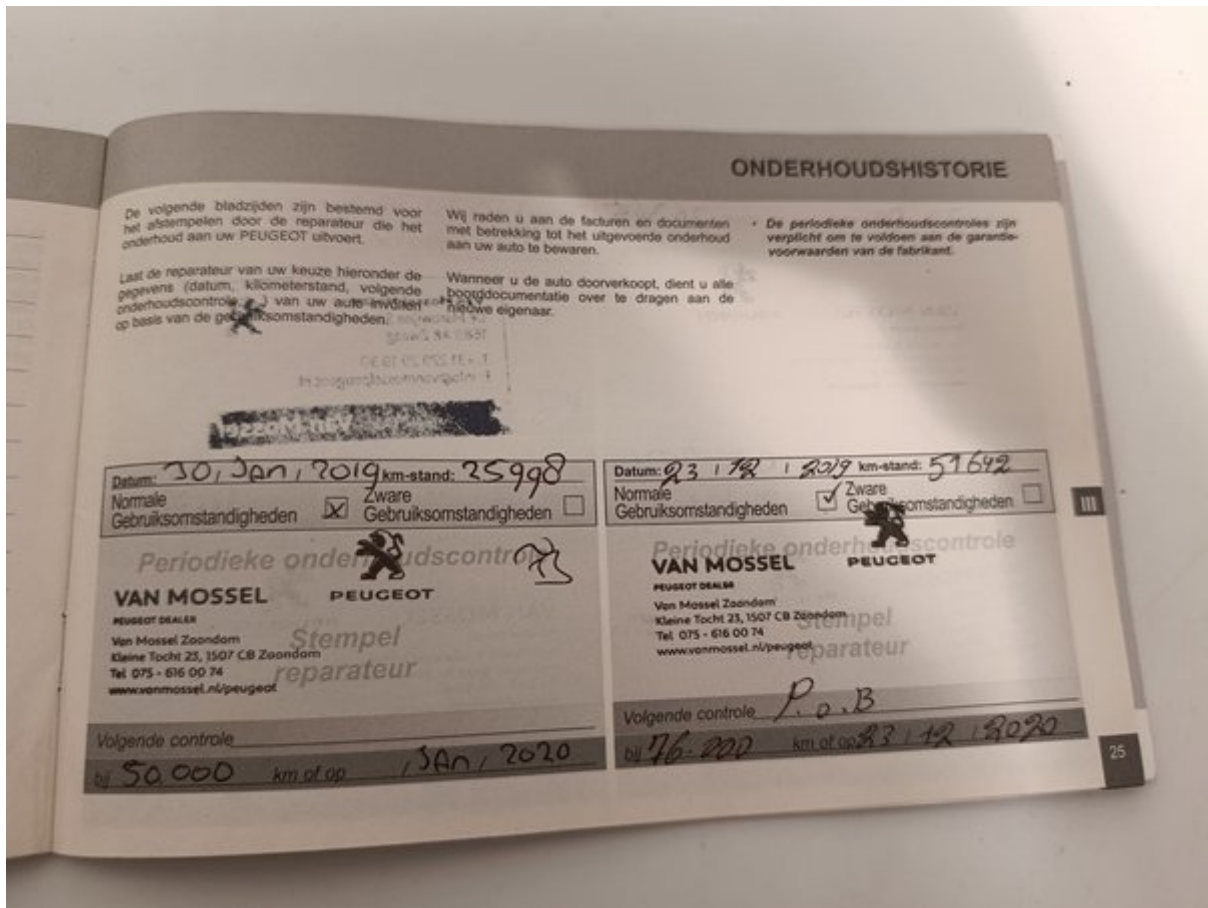 ONDERHOUDSHISTORIE
De volgende bladzijden zijn bestemd voor
het afstempelen door de reparateur die het
onderhoud aan uw PEUGEOT uitvoert.
Laat de reparateur van uw keuze hieronder de
gegevens (datum, kilometerstand, volgende
onderhoudscontrole, ...) van uw auto invullen
op basis van de gebruiksomstandigheden.
Wij raden u aan de facturen en documenten
met betrekking tot het uitgevoerde onderhoud
aan uw auto te bewaren.
Wanneer u de auto doorverkoopt, dient u alle
boorddocumentatie over te dragen aan de
nieuwe eigenaar.
• De periodieke onderhoudscontroles zijn
verplicht om te voldoen aan de garantie-
voorwaarden van de fabrikant.
Van Mossel
Datum: 30, Jan, 2019 km-stand: 25998
Normale
Gebruiksomstandigheden
Zware
Gebruiksomstandigheden
Periodieke onderhoudscontrole
VAN MOSSEL
PEUGEOT
PEUGEOT DEALER
Van Mossel Zaandam
Kleine Tocht 23, 1507 CB Zaandam
Tel 075 - 616 00 74
www.vanmossel.nl/peugeot
Stempel
reparateur
Volgende controle
bij 50.000 km of op , JAn, 2020
Datum: 23 / 12 / 2019 km-stand: 51642
Normale
Gebruiksomstandigheden
Zware
Gebruiksomstandigheden
Periodieke onderhoudscontrole
VAN MOSSEL
PEUGEOT
PEUGEOT DEALER
Van Mossel Zaandam
Kleine Tocht 23, 1507 CB Zaandam
Tel 075 - 616 00 74
www.vanmossel.nl/peugeot
Stempel
reparateur
Volgende controle P.o.B
bij 76.000 km of op 23 / 12 / 2020
III
25